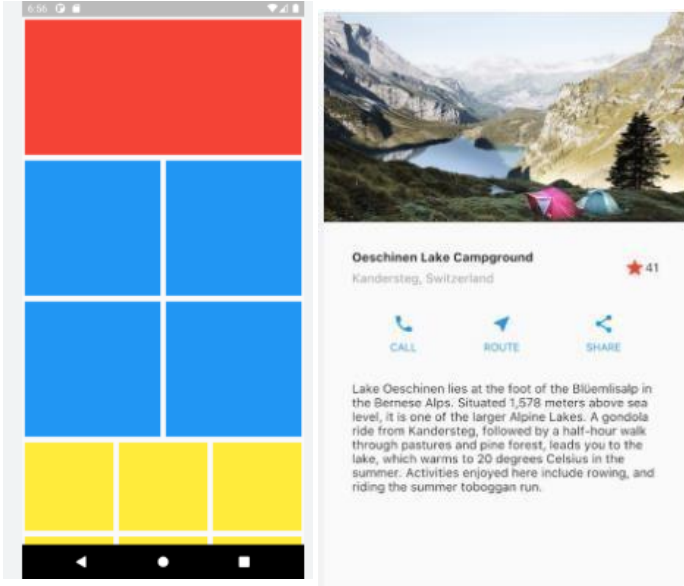 6:56
Oeschinen Lake Campground
Kandersteg, Switzerland
41
CALL
ROUTE
SHARE
Lake Oeschinen lies at the foot of the Blüemlisalp in
the Bernese Alps. Situated 1,578 meters above sea
level, it is one of the larger Alpine Lakes. A gondola
ride from Kandersteg, followed by a half-hour walk
through pastures and pine forest, leads you to the
lake, which warms to 20 degrees Celsius in the
summer. Activities enjoyed here include rowing, and
riding the summer toboggan run.